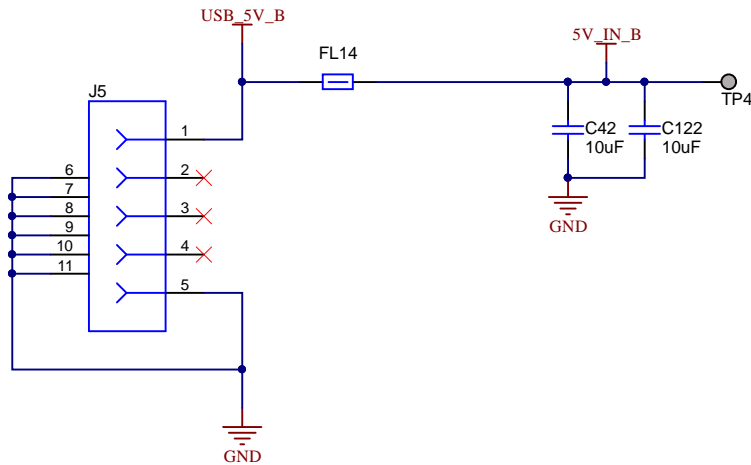 USB_5V_B
5V_IN_B
FL14
TP4
J5
1
2
3
4
5
6
7
8
9
10
11
C42
10uF
C122
10uF
GND
GND